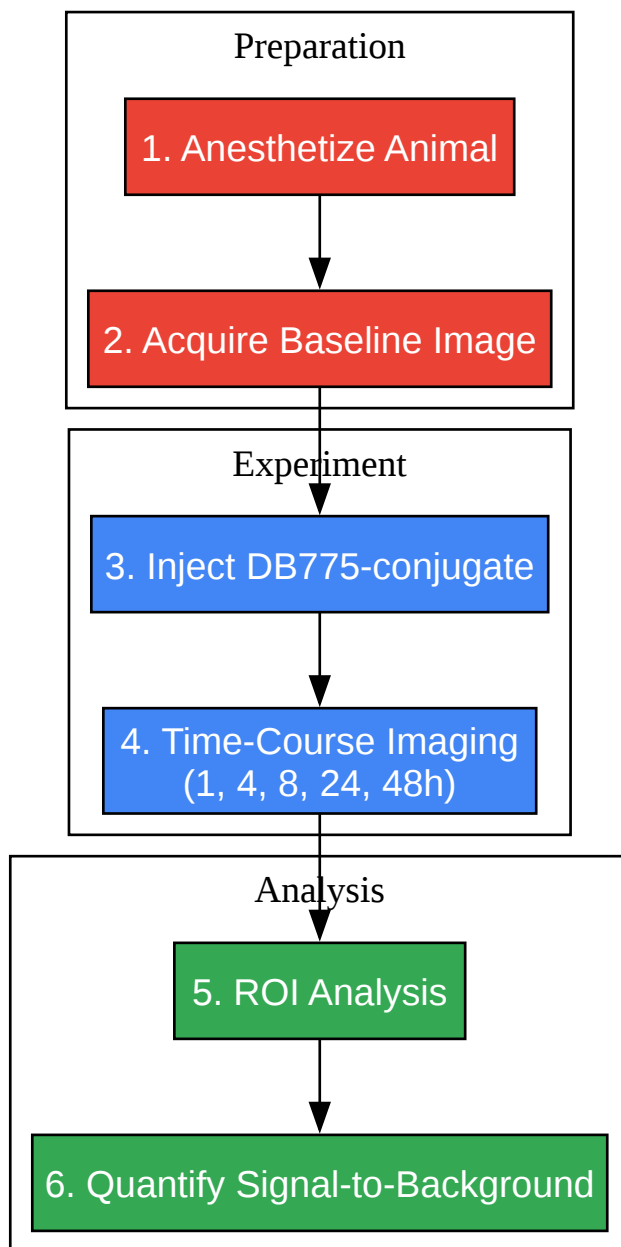 Preparation
1. Anesthetize Animal
2. Acquire Baseline Image
Experiment
3. Inject DB775-conjugate
4. Time-Course Imaging
(1, 4, 8, 24, 48h)
Analysis
5. ROI Analysis
6. Quantify Signal-to-Background